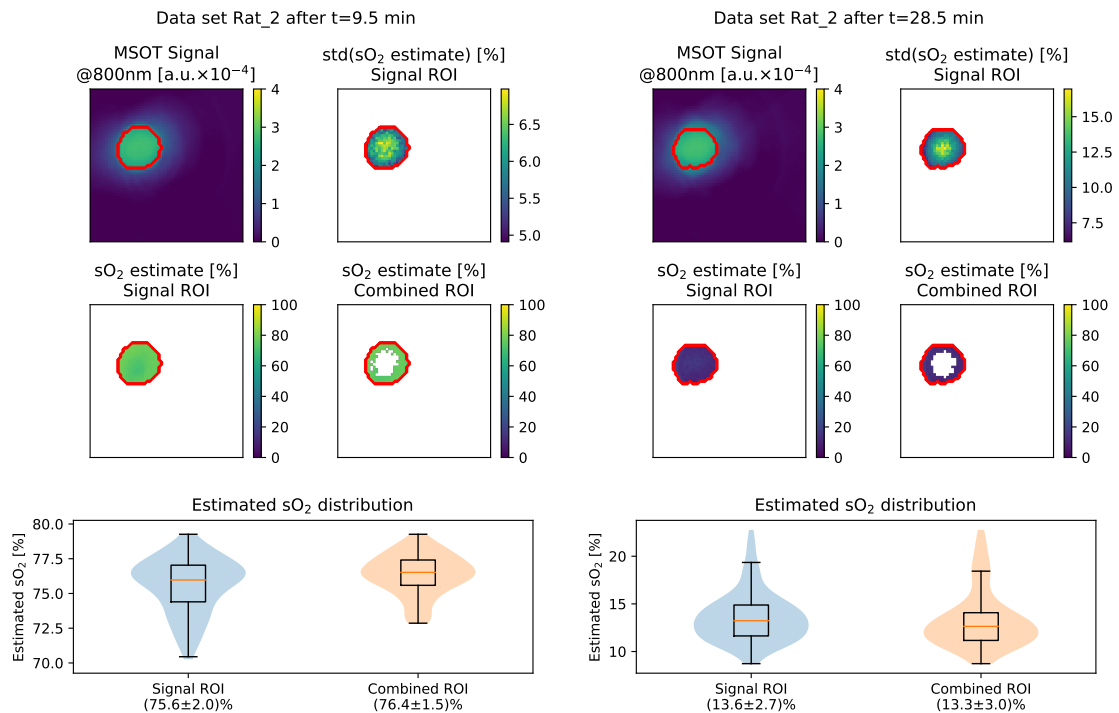 Data set Rat_2 after t=9.5 min
MSOT Signal
@800nm [a.u.×10⁻⁴]
4
3
2
1
0
std(sO₂ estimate) [%]
Signal ROI
6.5
6.0
5.5
5.0
sO₂ estimate [%]
Signal ROI
100
80
60
40
20
0
sO₂ estimate [%]
Combined ROI
100
80
60
40
20
0
Estimated sO₂ distribution
Estimated sO₂ [%]
80.0
77.5
75.0
72.5
70.0
Signal ROI
(75.6±2.0)%
Combined ROI
(76.4±1.5)%
Data set Rat_2 after t=28.5 min
MSOT Signal
@800nm [a.u.×10⁻⁴]
4
3
2
1
0
std(sO₂ estimate) [%]
Signal ROI
15.0
12.5
10.0
7.5
sO₂ estimate [%]
Signal ROI
100
80
60
40
20
0
sO₂ estimate [%]
Combined ROI
100
80
60
40
20
0
Estimated sO₂ distribution
Estimated sO₂ [%]
20
15
10
Signal ROI
(13.6±2.7)%
Combined ROI
(13.3±3.0)%